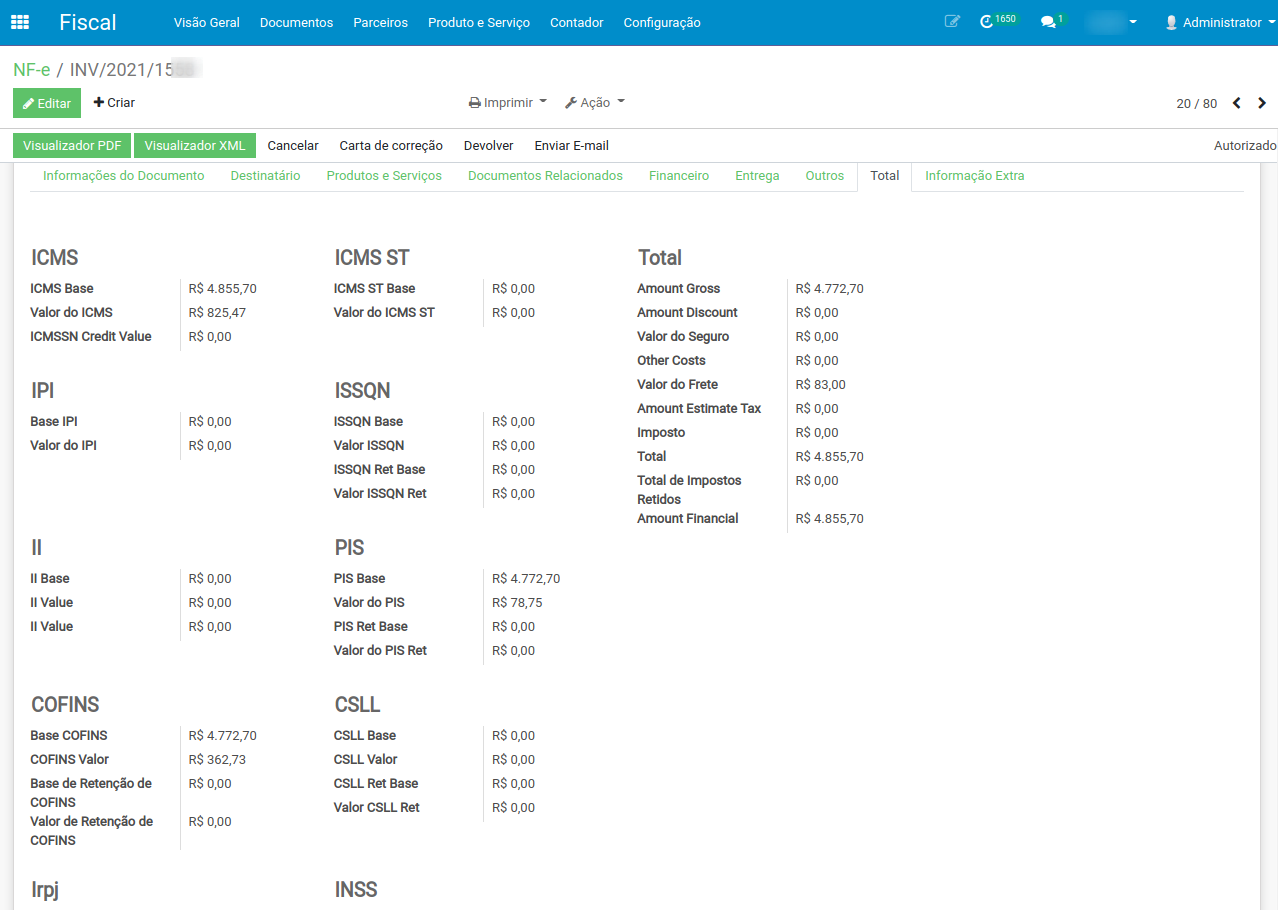 Fiscal Visão Geral Documentos Parceiros Produto e Serviço Contador Configuração 1650 1 Administrator
NF-e / INV/2021/15
Editar Criar Imprimir Ação 20 / 80
Visualizador PDF Visualizador XML Cancelar Carta de correção Devolver Enviar E-mail Autorizado
Informações do Documento Destinatário Produtos e Serviços Documentos Relacionados Financeiro Entrega Outros Total Informação Extra
ICMS
ICMS Base R$ 4.855,70
Valor do ICMS R$ 825,47
ICMSSN Credit Value R$ 0,00
ICMS ST
ICMS ST Base R$ 0,00
Valor do ICMS ST R$ 0,00
Total
Amount Gross R$ 4.772,70
Amount Discount R$ 0,00
Valor do Seguro R$ 0,00
Other Costs R$ 0,00
Valor do Frete R$ 83,00
Amount Estimate Tax R$ 0,00
Imposto R$ 0,00
Total R$ 4.855,70
Total de Impostos R$ 0,00
Retidos
Amount Financial R$ 4.855,70
IPI
Base IPI R$ 0,00
Valor do IPI R$ 0,00
ISSQN
ISSQN Base R$ 0,00
Valor ISSQN R$ 0,00
ISSQN Ret Base R$ 0,00
Valor ISSQN Ret R$ 0,00
II
II Base R$ 0,00
II Value R$ 0,00
II Value R$ 0,00
PIS
PIS Base R$ 4.772,70
Valor do PIS R$ 78,75
PIS Ret Base R$ 0,00
Valor do PIS Ret R$ 0,00
COFINS
Base COFINS R$ 4.772,70
COFINS Valor R$ 362,73
Base de Retenção de R$ 0,00
COFINS
Valor de Retenção de R$ 0,00
COFINS
CSLL
CSLL Base R$ 0,00
CSLL Valor R$ 0,00
CSLL Ret Base R$ 0,00
Valor CSLL Ret R$ 0,00
Irpj
INSS